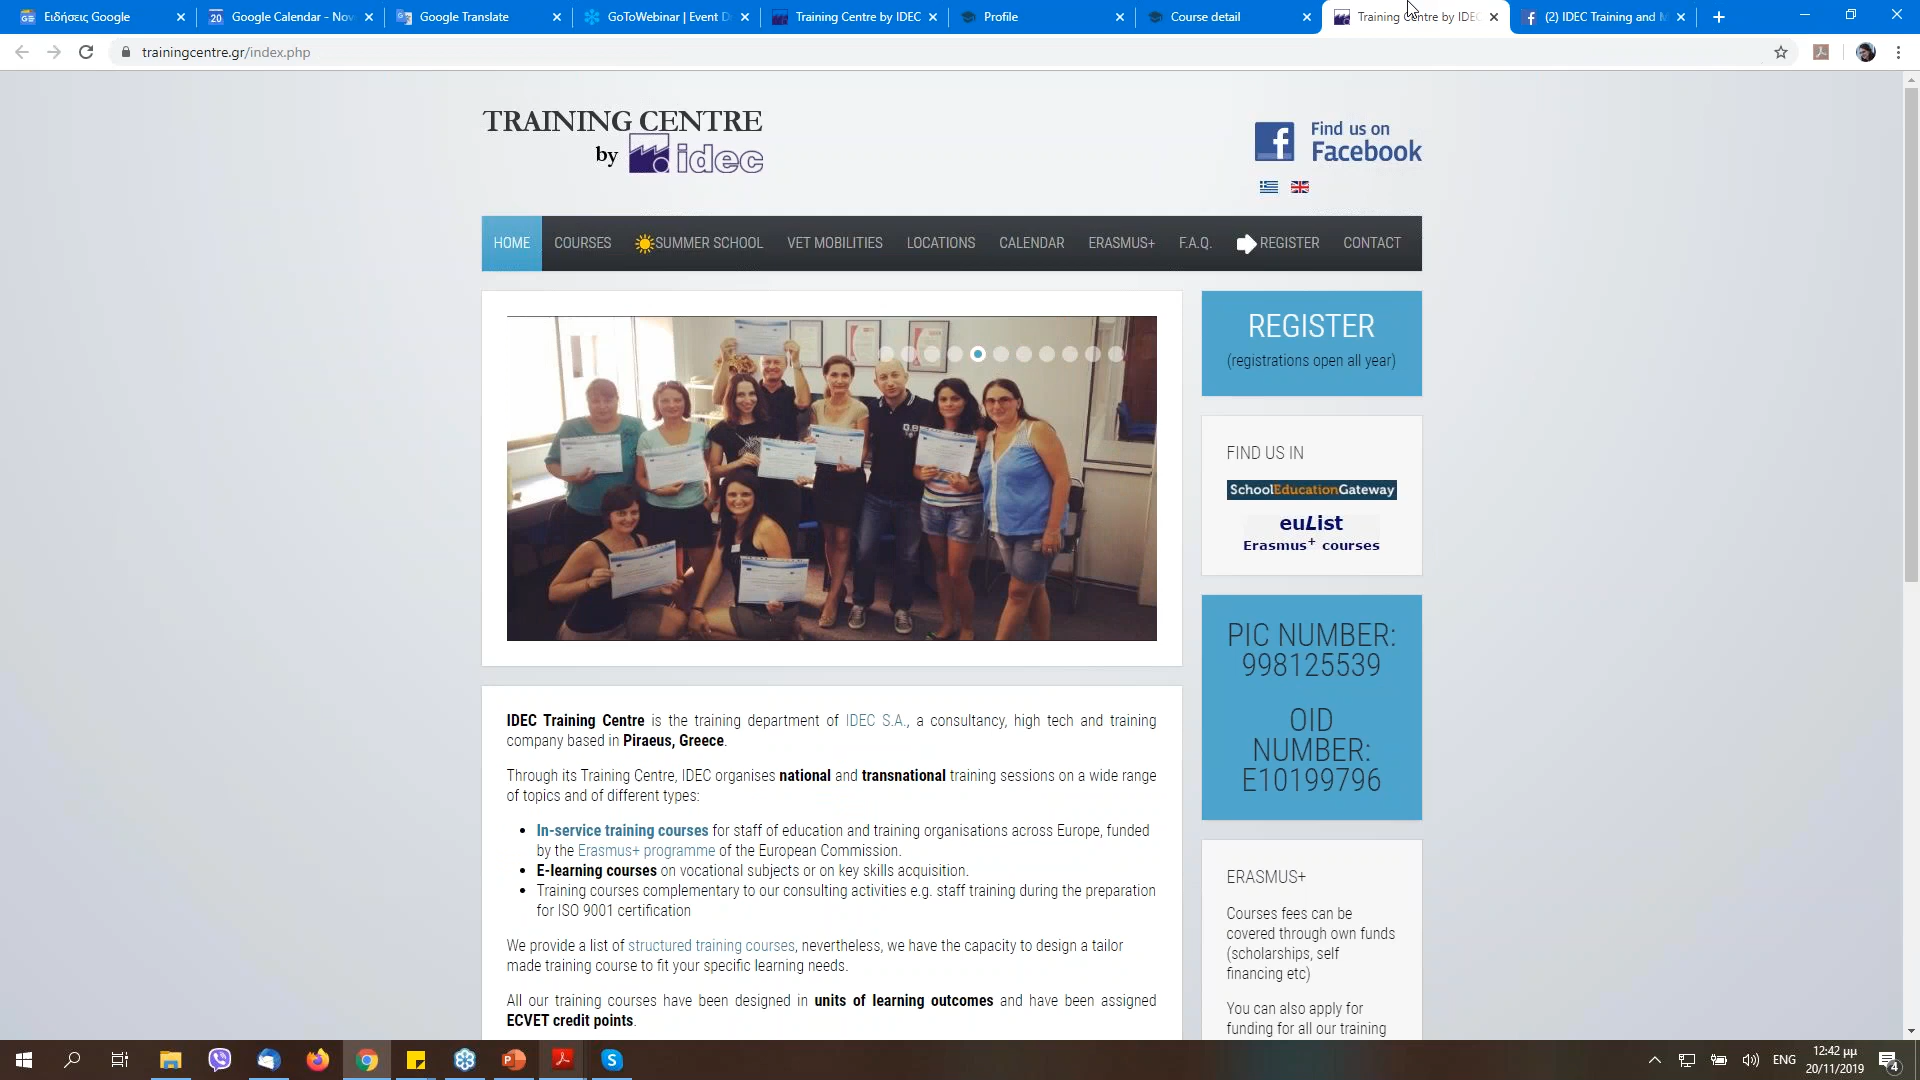 Ειδήσεις Google
Google Calendar - Nov
Google Translate
GoToWebinar | Event D
Training Centre by IDEC
Profile
Course detail
Training Centre by IDEC
(2) IDEC Training and M
trainingcentre.gr/index.php
TRAINING CENTRE
by idec
Find us on
Facebook
HOME
COURSES
SUMMER SCHOOL
VET MOBILITIES
LOCATIONS
CALENDAR
ERASMUS+
F.A.Q.
REGISTER
CONTACT
REGISTER
(registrations open all year)
FIND US IN
SchoolEducationGateway
euList
Erasmus+ courses
PIC NUMBER:
998125539
OID
NUMBER:
E10199796
IDEC Training Centre is the training department of IDEC S.A., a consultancy, high tech and training
company based in Piraeus, Greece.
Through its Training Centre, IDEC organises national and transnational training sessions on a wide range
of topics and of different types:
In-service training courses for staff of education and training organisations across Europe, funded
by the Erasmus+ programme of the European Commission.
E-learning courses on vocational subjects or on key skills acquisition.
Training courses complementary to our consulting activities e.g. staff training during the preparation
for ISO 9001 certification
We provide a list of structured training courses, nevertheless, we have the capacity to design a tailor
made training course to fit your specific learning needs.
All our training courses have been designed in units of learning outcomes and have been assigned
ECVET credit points.
ERASMUS+
Courses fees can be
covered through own funds
(scholarships, self
financing etc)
You can also apply for
funding for all our training
ENG
12:42 μμ
20/11/2019
4